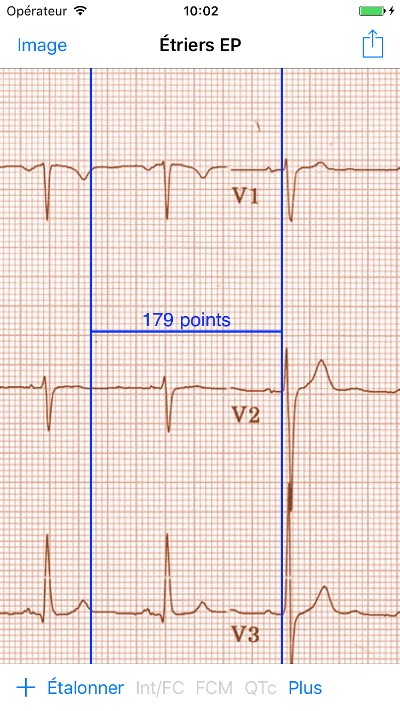 Opérateur 10:02
Image Étriers EP
V1
179 points
V2
V3
+ Étalonner Int/FC FCM QTc Plus